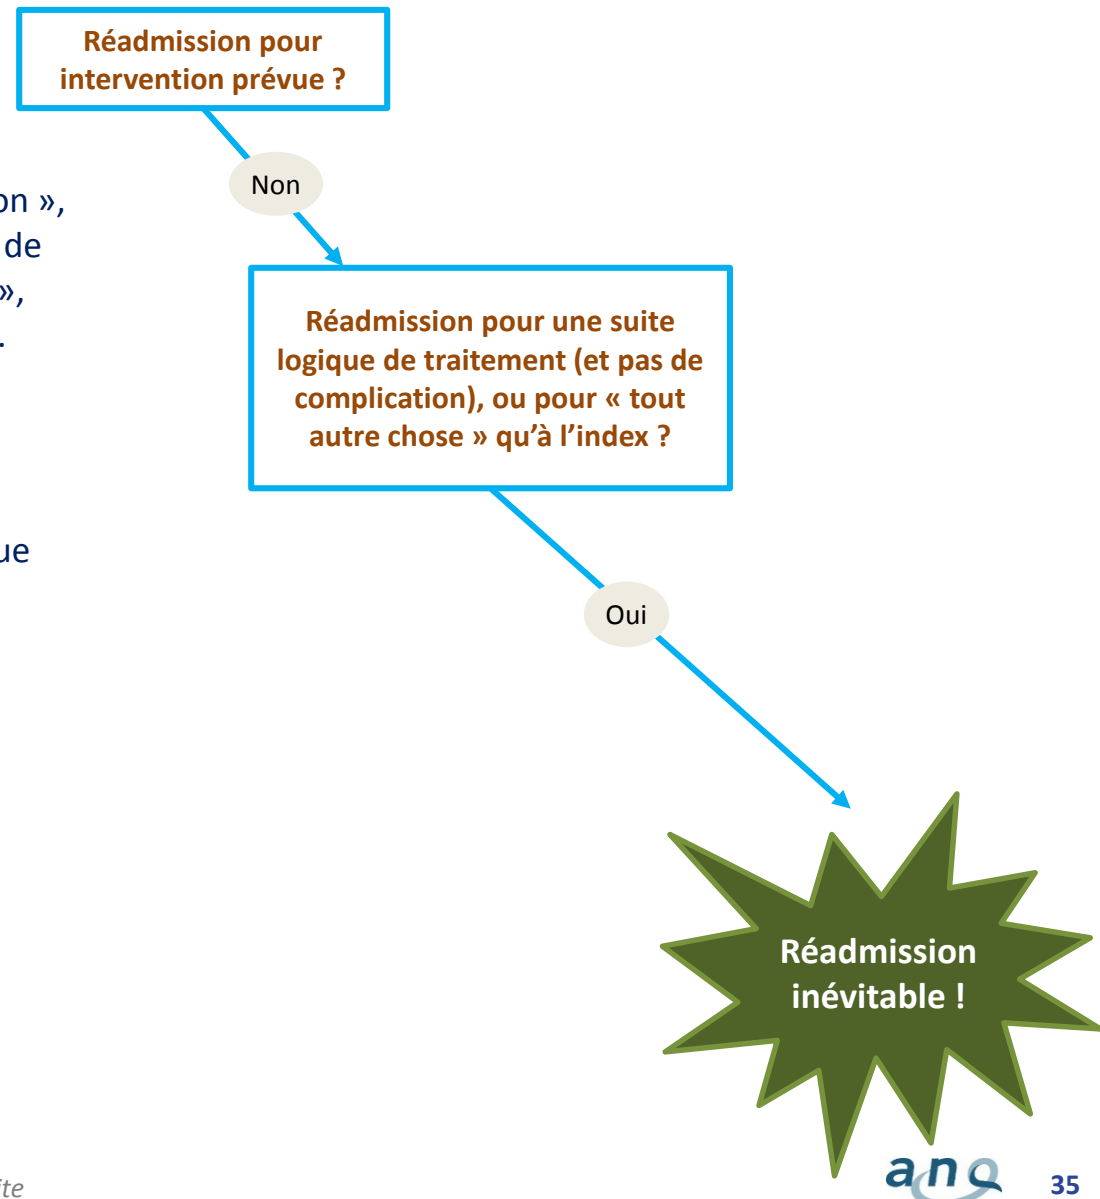 Réadmission pour
intervention prévue ?
Non
on »,
de
»,
.
Réadmission pour une suite
logique de traitement (et pas de
complication), ou pour « tout
autre chose » qu’à l’index ?
ue
Oui
Réadmission
inévitable !
ite
anq
35